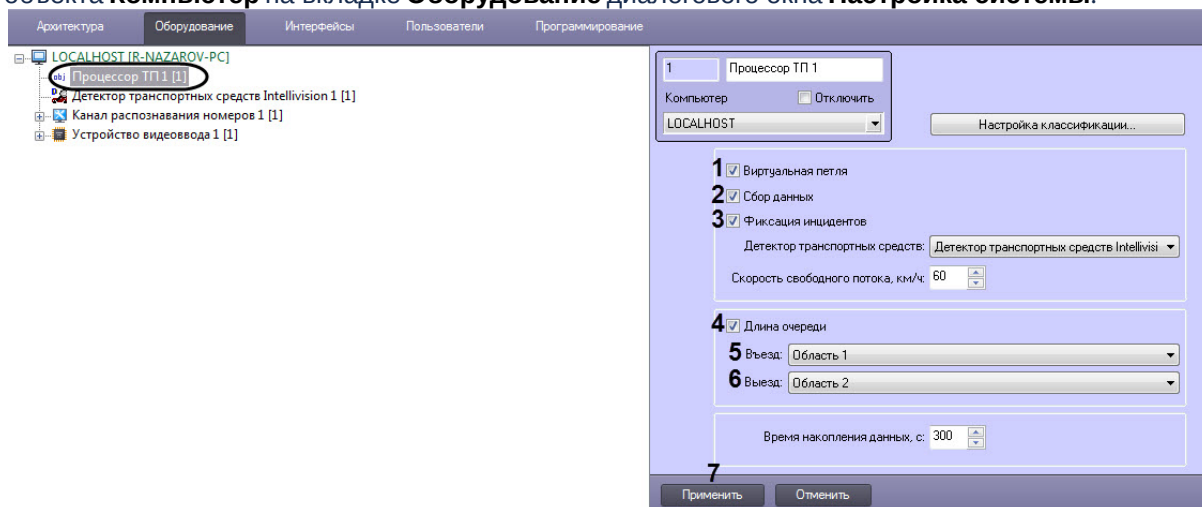 объекта Компьютер на вкладке Оборудование диалогового окна Настройка системы.
Архитектура Оборудование Интерфейсы Пользователи Программирование
LOCALHOST [R-NAZAROV-PC]
obj Процессор ТП 1 [1]
Детектор транспортных средств Intellivision 1 [1]
Канал распознавания номеров 1 [1]
Устройство видеоввода 1 [1]
1 Процессор ТП 1
Компьютер Отключить
LOCALHOST Настройка классификации...
1 Виртуальная петля
2 Сбор данных
3 Фиксация инцидентов
Детектор транспортных средств: Детектор транспортных средств Intellivisi
Скорость свободного потока, км/ч: 60
4 Длина очереди
5 Въезд: Область 1
6 Выезд: Область 2
Время накопления данных, с: 300
7
Применить Отменить